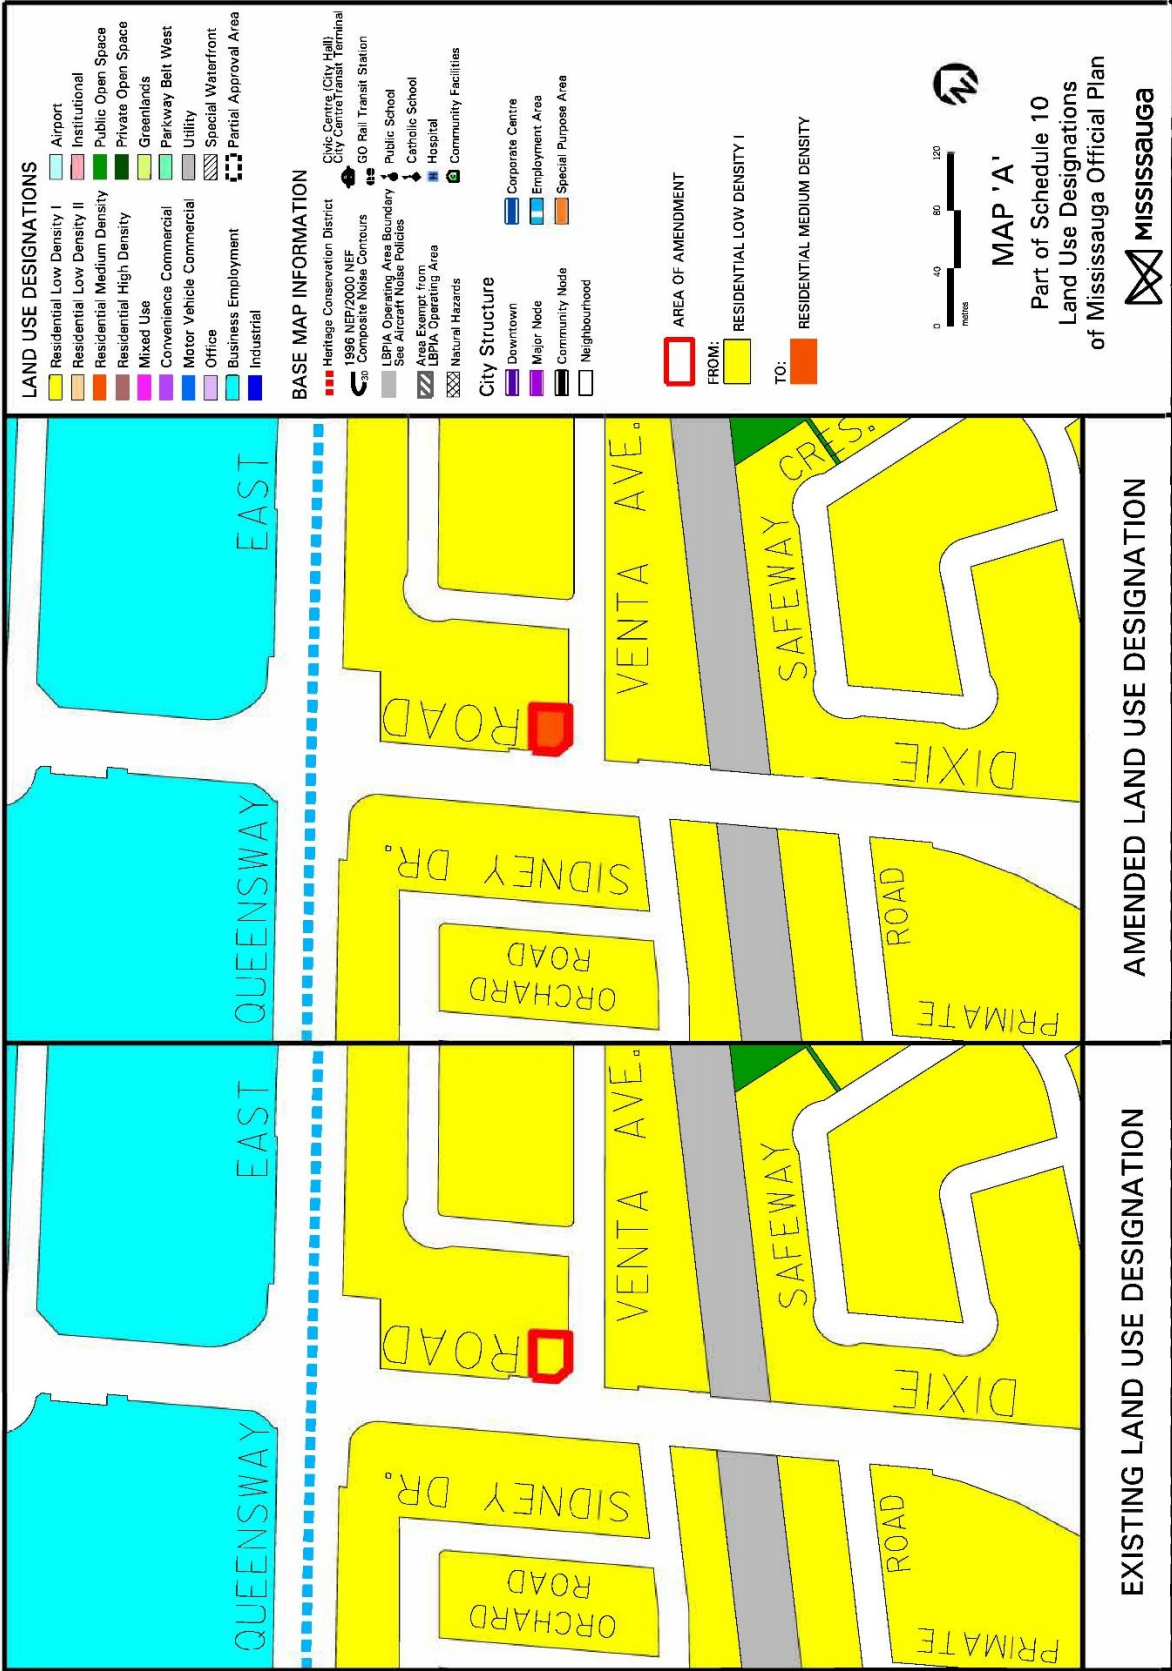 EXISTING LAND USE DESIGNATION
QUEENSWAY
EAST
SIDNEY DR.
ORCHARD
ROAD
ROAD
VENTA AVE.
SAFEWAY
DIXIE
ROAD
PRIMATE
AMENDED LAND USE DESIGNATION
QUEENSWAY
EAST
SIDNEY DR.
ORCHARD
ROAD
ROAD
VENTA AVE.
SAFEWAY
CRES.
DIXIE
ROAD
PRIMATE
LAND USE DESIGNATIONS
Residential Low Density I
Residential Low Density II
Residential Medium Density
Residential High Density
Mixed Use
Convenience Commercial
Motor Vehicle Commercial
Office
Business Employment
Industrial
Airport
Institutional
Public Open Space
Private Open Space
Greenlands
Parkway Belt West
Utility
Special Waterfront
Partial Approval Area
BASE MAP INFORMATION
Heritage Conservation District
1996 NEP/2000 NEF
Composite Noise Contours
30
LBPIA Operating Area Boundary
See Aircraft Noise Policies
Area Exempt from
LBPIA Operating Area
Natural Hazards
Civic Centre (City Hall)
City Centre Transit Terminal
GO Rail Transit Station
Public School
Catholic School
Hospital
Community Facilities
City Structure
Downtown
Major Node
Community Node
Neighbourhood
Corporate Centre
Employment Area
Special Purpose Area
AREA OF AMENDMENT
FROM:
RESIDENTIAL LOW DENSITY I
TO:
RESIDENTIAL MEDIUM DENSITY
0 40 80 120
metres
MAP 'A'
Part of Schedule 10
Land Use Designations
of Mississauga Official Plan
MISSISSAUGA